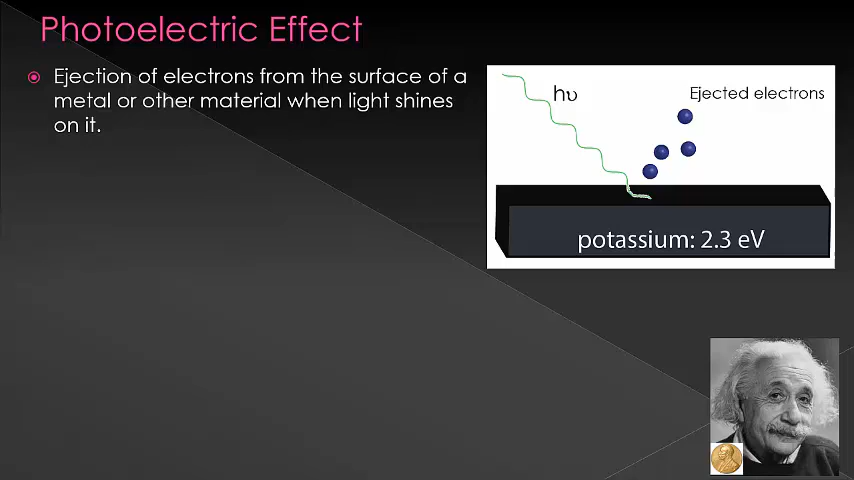 Photoelectric Effect
Ejection of electrons from the surface of a
metal or other material when light shines
on it.
hυ
Ejected electrons
potassium: 2.3 eV